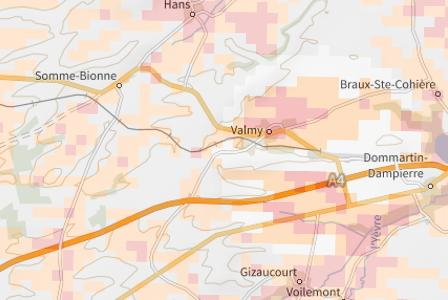 Hans
Somme-Bionne
Braux-Ste-Cohière
Valmy
Dommartin-
Dampierre
A4
Yèvre
Gizaucourt
Voilemont